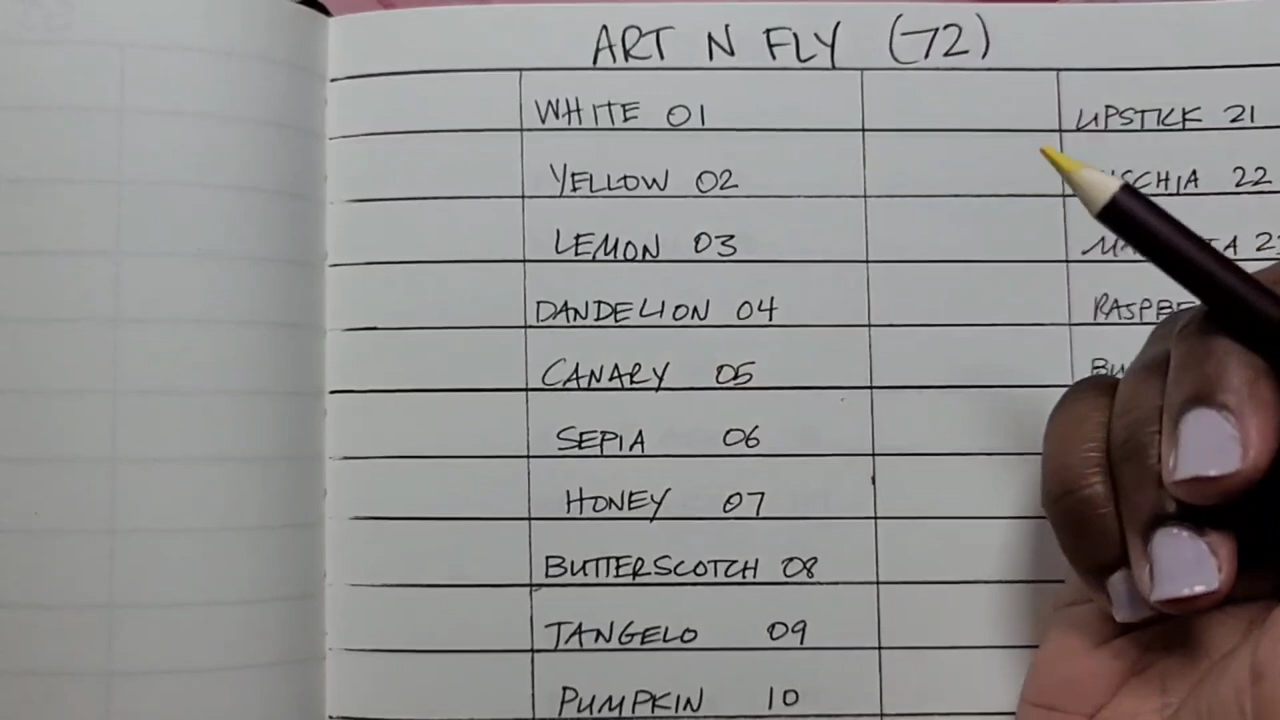 ART N FLY (72)
WHITE 01
LIPSTICK 21
YELLOW 02
22
LEMON 03
DANDELION 04
CANARY 05
SEPIA 06
HONEY 07
BUTTERSCOTCH 08
TANGELO 09
PUMPKIN 10